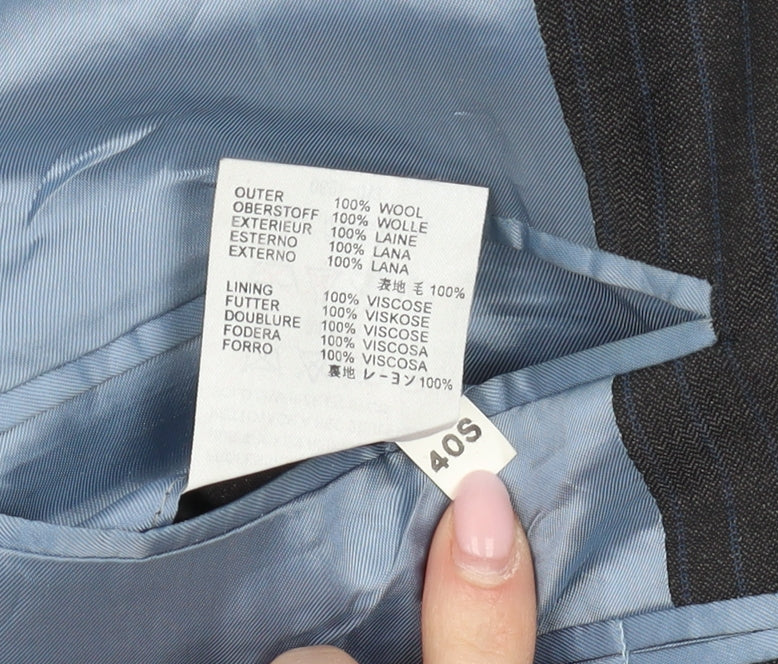 OUTER 100% WOOL
OBERSTOFF 100% WOLLE
EXTERIEUR 100% LAINE
ESTERNO 100% LANA
EXTERNO 100% LANA
表地 毛 100%
LINING 100% VISCOSE
FUTTER 100% VISKOSE
DOUBLURE 100% VISCOSE
FODERA 100% VISCOSA
FORRO 100% VISCOSA
裏地 レーヨン 100%
40S